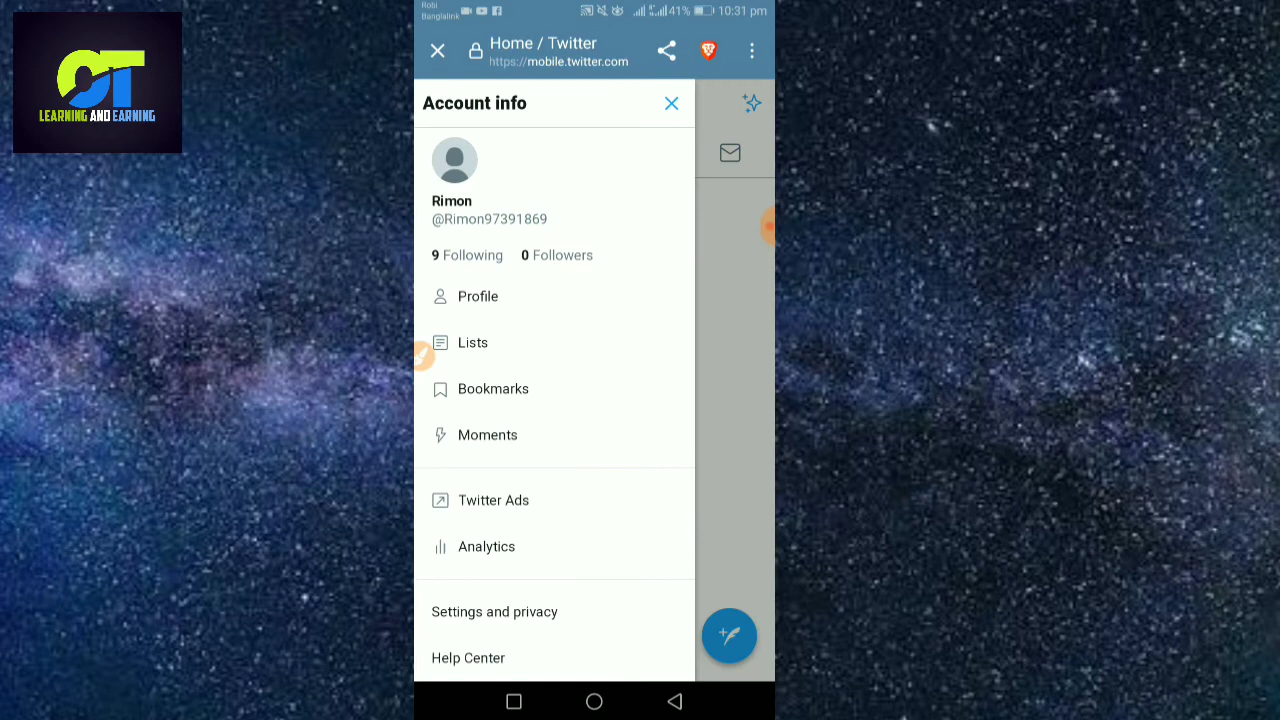 OT
LEARNING AND EARNING
Robi
Banglalink
41% 10:31 pm
Home / Twitter
https://mobile.twitter.com
Account info
Rimon
@Rimon97391869
9 Following 0 Followers
Profile
Lists
Bookmarks
Moments
Twitter Ads
Analytics
Settings and privacy
Help Center